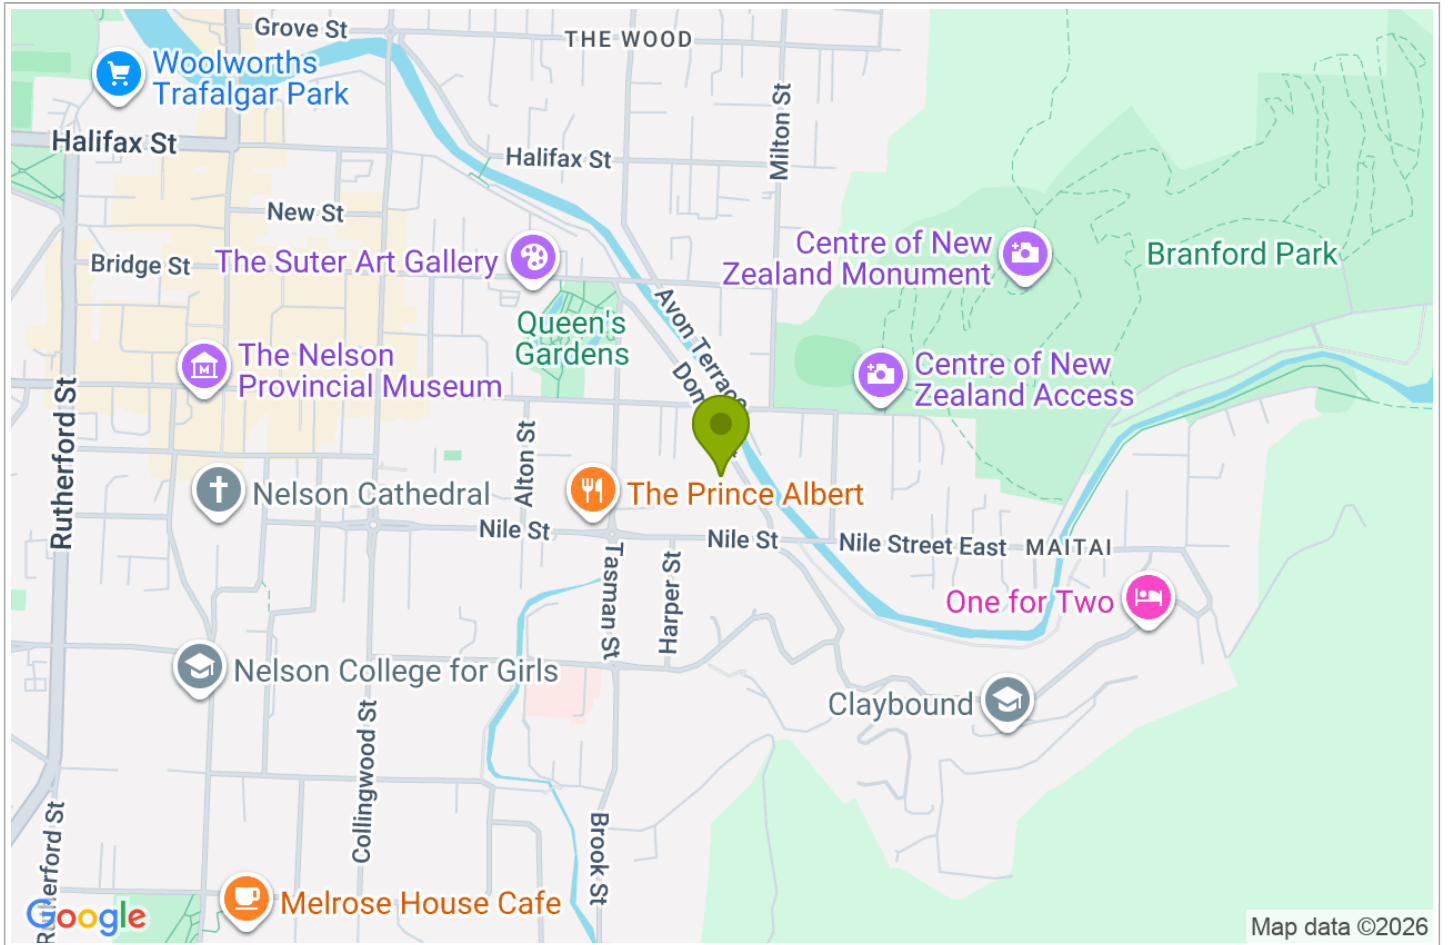 Grove St
THE WOOD
Woolworths
Trafalgar Park
Milton St
Halifax St
Halifax St
New St
Centre of New
Zealand Monument
Branford Park
Bridge St
The Suter Art Gallery
Avon Terrace
Queen's
Gardens
The Nelson
Provincial Museum
Dom
Centre of New
Zealand Access
Rutherford St
Alton St
Nelson Cathedral
The Prince Albert
Nile St
Nile St
Nile Street East
MAITAI
Tasman St
Harper St
One for Two
Nelson College for Girls
Claybound
Collingwood St
Rutherford St
Brook St
Melrose House Cafe
Google
Map data ©2026